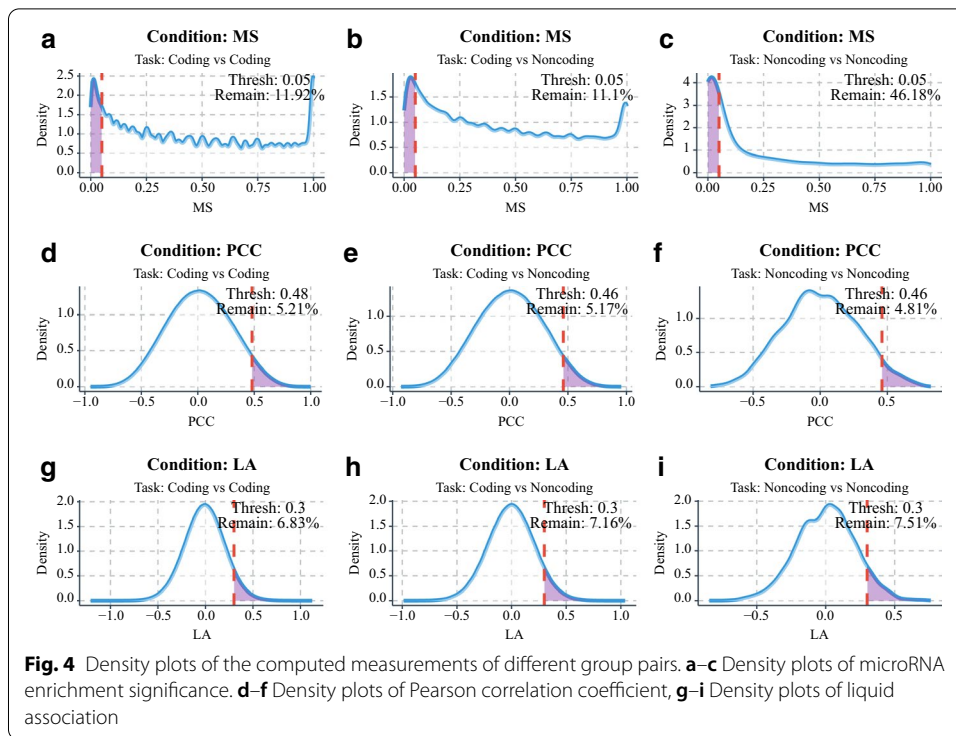 a
Condition: MS
Task: Coding vs Coding
Thresh: 0.05
Remain: 11.92%
2.5
2.0
1.5
1.0
0.5
0.0
Density
0.00 0.25 0.50 0.75 1.00
MS
b
Condition: MS
Task: Coding vs Noncoding
Thresh: 0.05
Remain: 11.1%
1.5
1.0
0.5
0.0
Density
0.00 0.25 0.50 0.75 1.00
MS
c
Condition: MS
Task: Noncoding vs Noncoding
Thresh: 0.05
Remain: 46.18%
4
3
2
1
0
Density
0.00 0.25 0.50 0.75 1.00
MS
d
Condition: PCC
Task: Coding vs Coding
Thresh: 0.48
Remain: 5.21%
1.0
0.5
0.0
Density
−1.0 −0.5 0.0 0.5 1.0
PCC
e
Condition: PCC
Task: Coding vs Noncoding
Thresh: 0.46
Remain: 5.17%
1.0
0.5
0.0
Density
−1.0 −0.5 0.0 0.5 1.0
PCC
f
Condition: PCC
Task: Noncoding vs Noncoding
Thresh: 0.46
Remain: 4.81%
1.0
0.5
0.0
Density
−0.5 0.0 0.5
PCC
g
Condition: LA
Task: Coding vs Coding
Thresh: 0.3
Remain: 6.83%
2.0
1.5
1.0
0.5
0.0
Density
−1.0 −0.5 0.0 0.5 1.0
LA
h
Condition: LA
Task: Coding vs Noncoding
Thresh: 0.3
Remain: 7.16%
2.0
1.5
1.0
0.5
0.0
Density
−1.0 −0.5 0.0 0.5 1.0
LA
i
Condition: LA
Task: Noncoding vs Noncoding
Thresh: 0.3
Remain: 7.51%
2.0
1.5
1.0
0.5
0.0
Density
−0.5 0.0 0.5
LA
Fig. 4 Density plots of the computed measurements of different group pairs. a–c Density plots of microRNA
enrichment significance. d–f Density plots of Pearson correlation coefficient, g–i Density plots of liquid
association